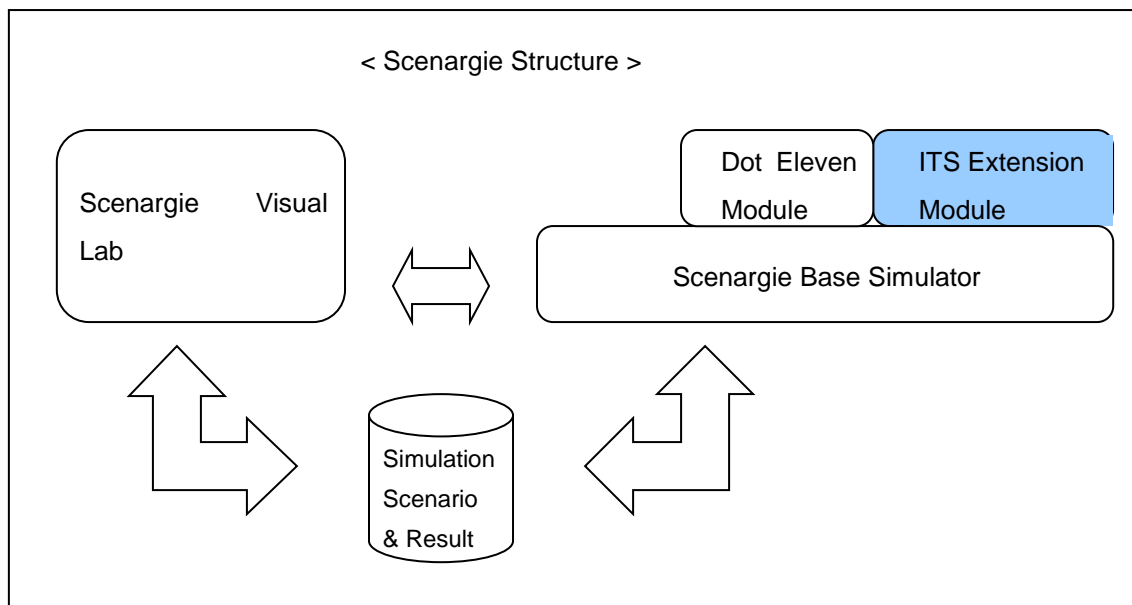 < Scenargie Structure >
Scenargie Visual
Lab
Dot Eleven
Module
ITS Extension
Module
Scenargie Base Simulator
Simulation
Scenario
& Result